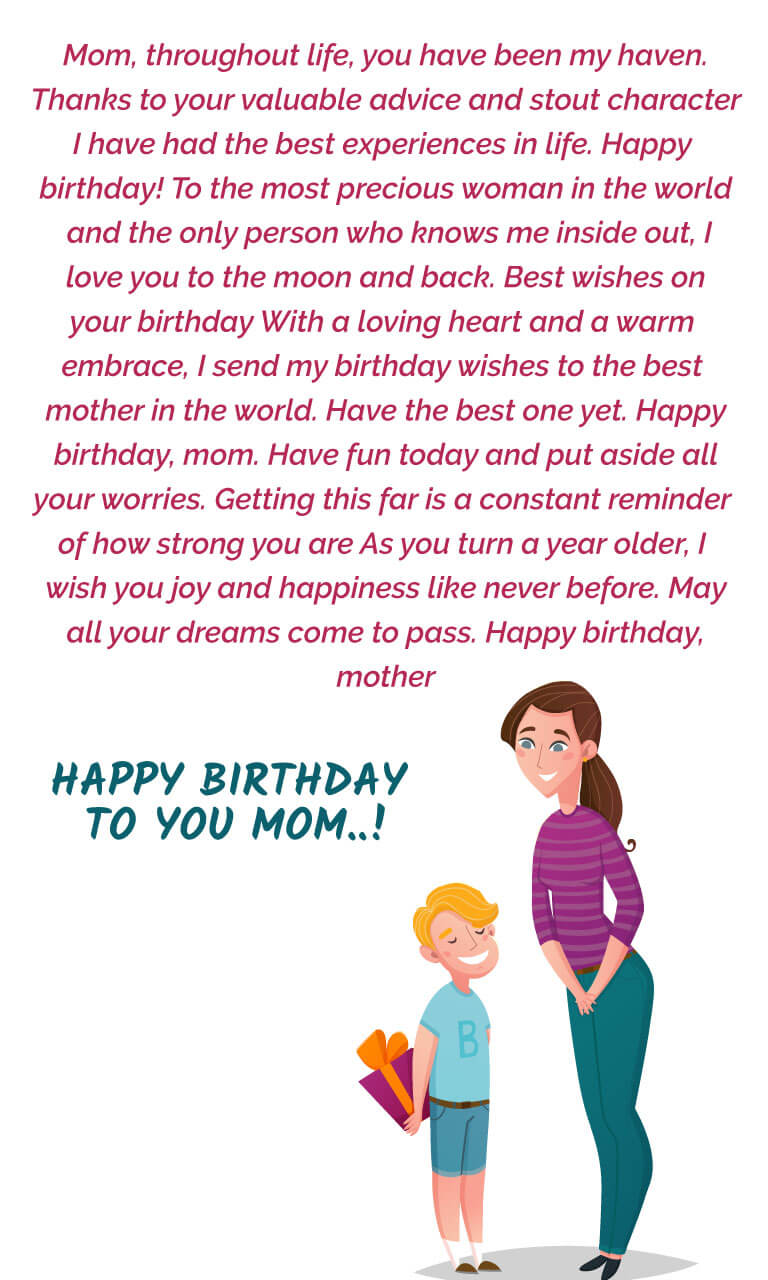 Mom, throughout life, you have been my haven.
Thanks to your valuable advice and stout character
I have had the best experiences in life. Happy
birthday! To the most precious woman in the world
and the only person who knows me inside out, I
love you to the moon and back. Best wishes on
your birthday With a loving heart and a warm
embrace, I send my birthday wishes to the best
mother in the world. Have the best one yet. Happy
birthday, mom. Have fun today and put aside all
your worries. Getting this far is a constant reminder
of how strong you are As you turn a year older, I
wish you joy and happiness like never before. May
all your dreams come to pass. Happy birthday,
mother
HAPPY BIRTHDAY
TO YOU MOM..!
B